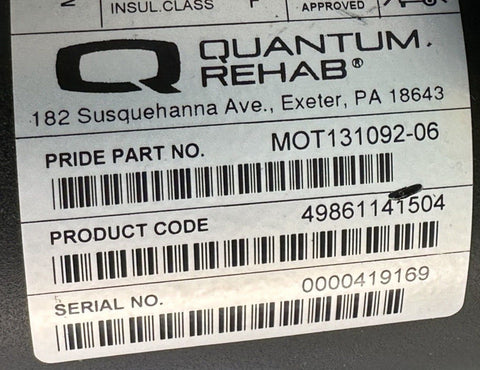 INSUL.CLASS
APPROVED
QUANTUM
REHAB®
182 Susquehanna Ave., Exeter, PA 18643
PRIDE PART NO. MOT131092-06
PRODUCT CODE 49861141504
SERIAL NO. 0000419169